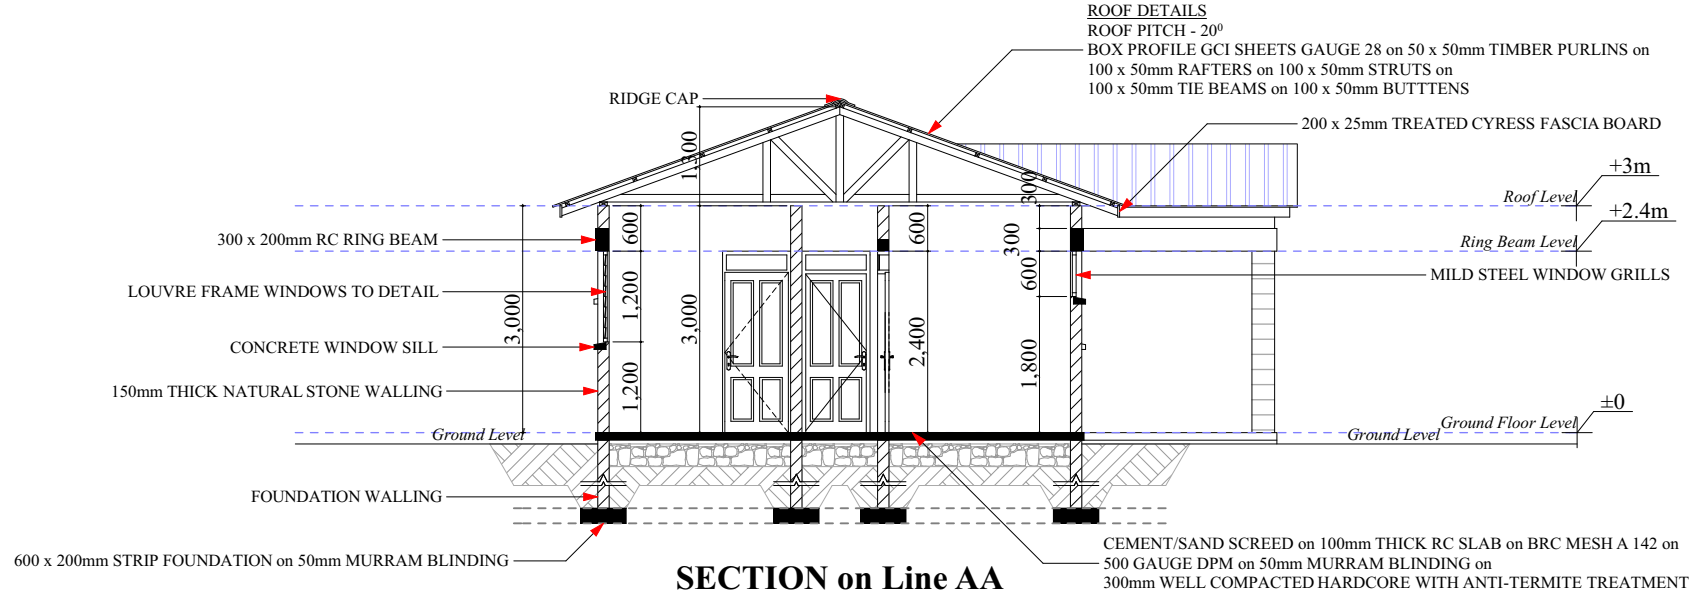 ROOF DETAILS
ROOF PITCH - 20⁰
BOX PROFILE GCI SHEETS GAUGE 28 on 50 x 50mm TIMBER PURLINS on
100 x 50mm RAFTERS on 100 x 50mm STRUTS on
100 x 50mm TIE BEAMS on 100 x 50mm BUTTTENS
RIDGE CAP
200 x 25mm TREATED CYRESS FASCIA BOARD
1,300
300
+3m
Roof Level
+2.4m
Ring Beam Level
300 x 200mm RC RING BEAM
600
600
300
LOUVRE FRAME WINDOWS TO DETAIL
MILD STEEL WINDOW GRILLS
3,000
1,200
3,000
2,400
600
CONCRETE WINDOW SILL
150mm THICK NATURAL STONE WALLING
1,200
1,800
±0
Ground Level
Ground Level
Ground Floor Level
FOUNDATION WALLING
600 x 200mm STRIP FOUNDATION on 50mm MURRAM BLINDING
CEMENT/SAND SCREED on 100mm THICK RC SLAB on BRC MESH A 142 on
500 GAUGE DPM on 50mm MURRAM BLINDING on
300mm WELL COMPACTED HARDCORE WITH ANTI-TERMITE TREATMENT
SECTION on Line AA